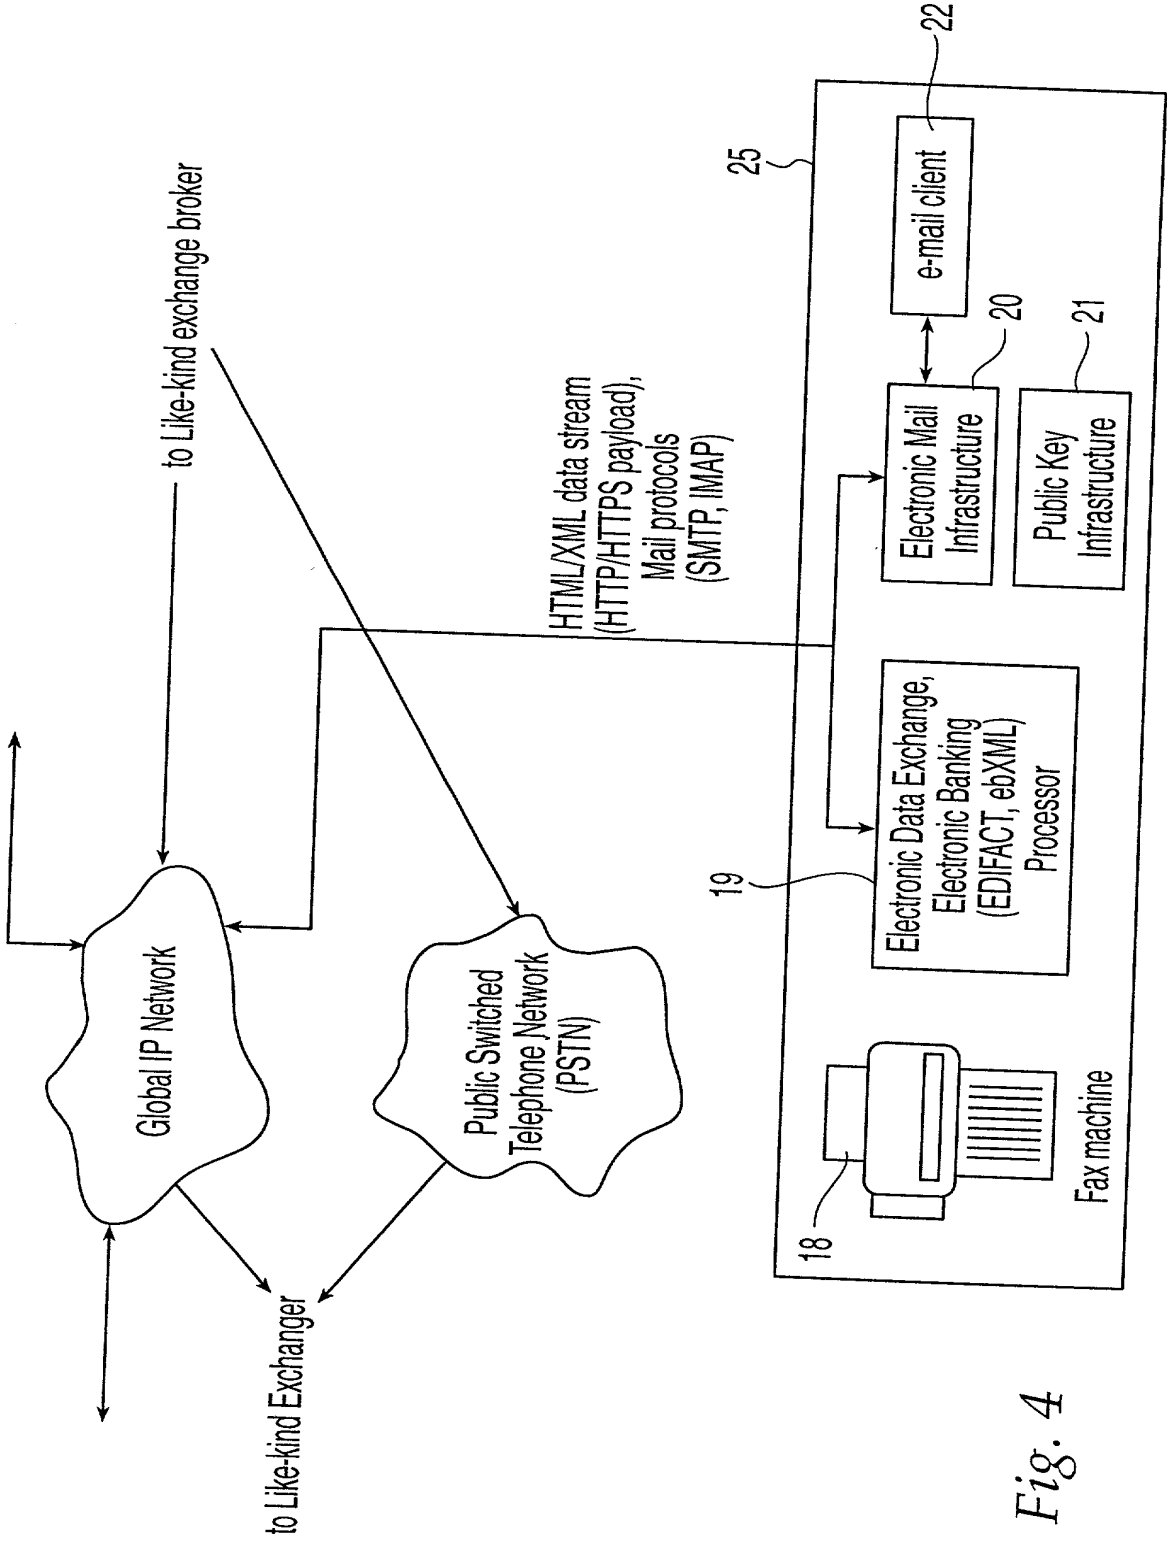 to Like-kind exchange broker
Global IP Network
Public Switched
Telephone Network
(PSTN)
to Like-kind Exchanger
HTML/XML data stream
(HTTP/HTTPS payload),
Mail protocols
(SMTP, IMAP)
25
18
Fax machine
19
Electronic Data Exchange,
Electronic Banking
(EDIFACT, ebXML)
Processor
Electronic Mail
Infrastructure
20
Public Key
Infrastructure
21
e-mail client
22
Fig. 4